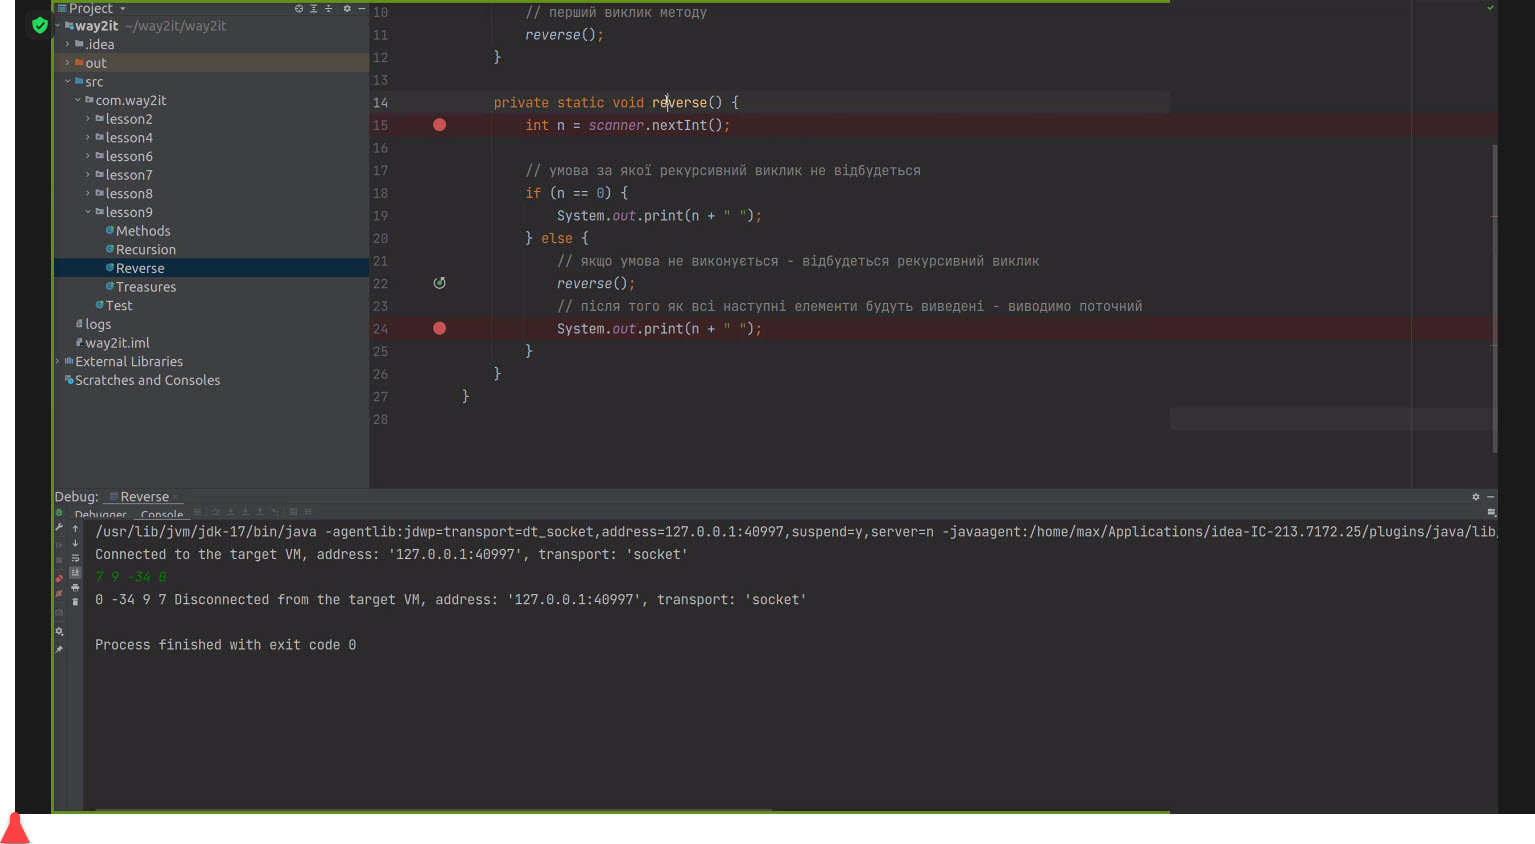 Project
way2it ~/way2it/way2it
.idea
out
src
com.way2it
lesson2
lesson4
lesson6
lesson7
lesson8
lesson9
Methods
Recursion
Reverse
Treasures
Test
logs
way2it.iml
External Libraries
Scratches and Consoles
10 // перший виклик методу
11 reverse();
12 }
13
14 private static void reverse() {
15 int n = scanner.nextInt();
16
17 // умова за якої рекурсивний виклик не відбудеться
18 if (n == 0) {
19 System.out.print(n + " ");
20 } else {
21 // якщо умова не виконується - відбудеться рекурсивний виклик
22 reverse();
23 // після того як всі наступні елементи будуть виведені - виводимо поточний
24 System.out.print(n + " ");
25 }
26 }
27 }
28
Debug: Reverse
Debugger Console
/usr/lib/jvm/jdk-17/bin/java -agentlib:jdwp=transport=dt_socket,address=127.0.0.1:40997,suspend=y,server=n -javaagent:/home/max/Applications/idea-IC-213.7172.25/plugins/java/lib/
Connected to the target VM, address: '127.0.0.1:40997', transport: 'socket'
7 9 -34 0
0 -34 9 7 Disconnected from the target VM, address: '127.0.0.1:40997', transport: 'socket'
Process finished with exit code 0